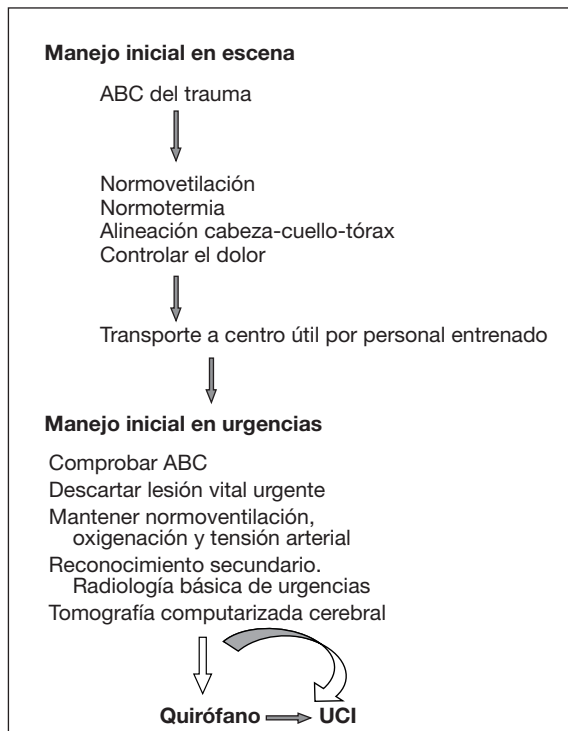 Manejo inicial en escena
ABC del trauma
Normovetilación
Normotermia
Alineación cabeza-cuello-tórax
Controlar el dolor
Transporte a centro útil por personal entrenado
Manejo inicial en urgencias
Comprobar ABC
Descartar lesión vital urgente
Mantener normoventilación,
oxigenación y tensión arterial
Reconocimiento secundario.
Radiología básica de urgencias
Tomografía computarizada cerebral
Quirófano UCI